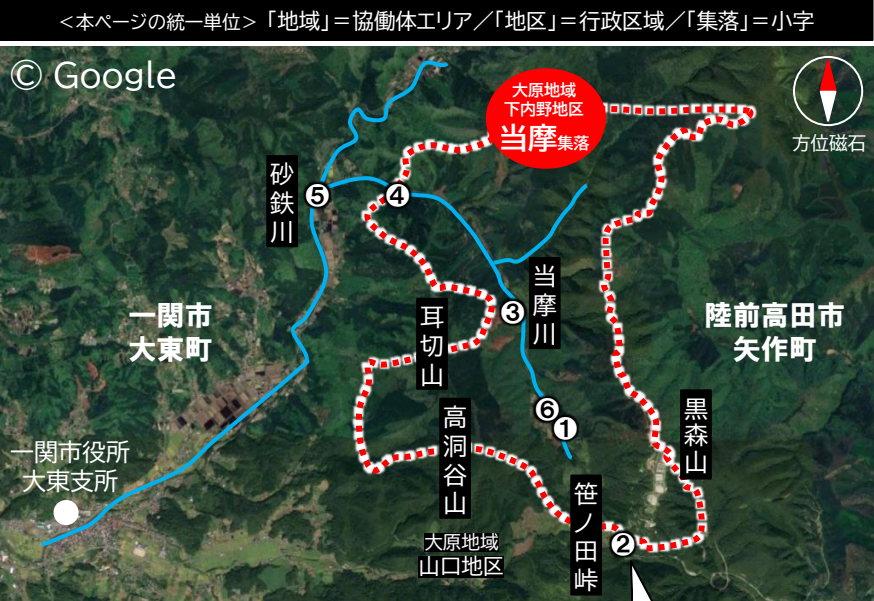 <本ページの統一単位>「地域」=協働体エリア/「地区」=行政区域/「集落」=小字
© Google
大原地域
下内野地区
当摩集落
方位磁石
砂鉄川
⑤
④
当摩川
③
一関市
大東町
陸前高田市
矢作町
耳切山
⑥
①
黒森山
高洞谷山
一関市役所
大東支所
笹ノ田峠
②
大原地域
山口地区